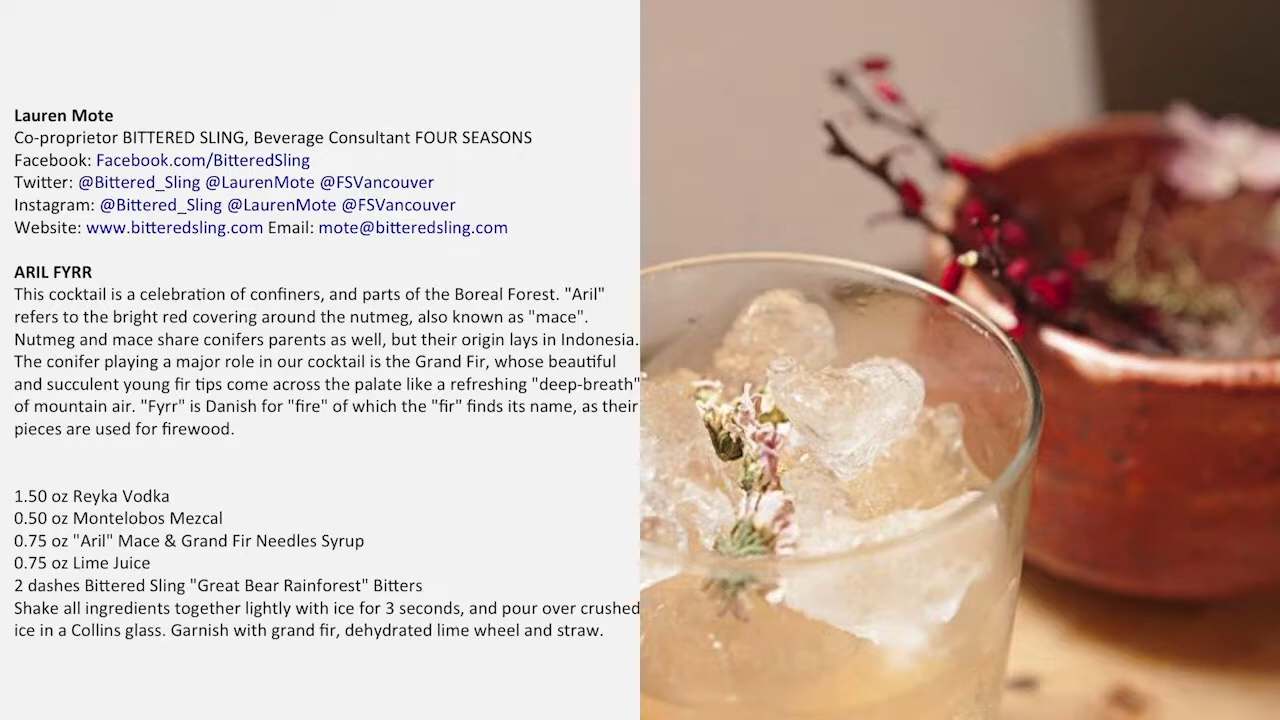 Lauren Mote
Co-proprietor BITTERED SLING, Beverage Consultant FOUR SEASONS
Facebook: Facebook.com/BitteredSling
Twitter: @Bittered_Sling @LaurenMote @FSVancouver
Instagram: @Bittered_Sling @LaurenMote @FSVancouver
Website: www.bitteredsling.com Email: mote@bitteredsling.com
ARIL FYRR
This cocktail is a celebration of confiners, and parts of the Boreal Forest. "Aril"
refers to the bright red covering around the nutmeg, also known as "mace".
Nutmeg and mace share conifers parents as well, but their origin lays in Indonesia.
The conifer playing a major role in our cocktail is the Grand Fir, whose beautiful
and succulent young fir tips come across the palate like a refreshing "deep-breath"
of mountain air. "Fyrr" is Danish for "fire" of which the "fir" finds its name, as their
pieces are used for firewood.
1.50 oz Reyka Vodka
0.50 oz Montelobos Mezcal
0.75 oz "Aril" Mace & Grand Fir Needles Syrup
0.75 oz Lime Juice
2 dashes Bittered Sling "Great Bear Rainforest" Bitters
Shake all ingredients together lightly with ice for 3 seconds, and pour over crushed
ice in a Collins glass. Garnish with grand fir, dehydrated lime wheel and straw.